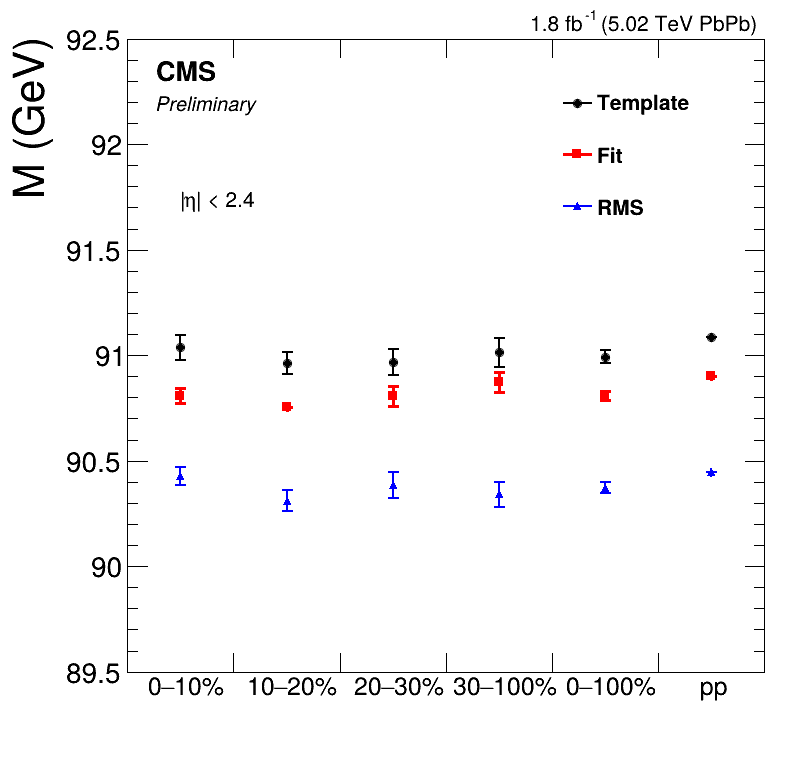 1.8 fb⁻¹ (5.02 TeV PbPb)
M (GeV)
92.5
92
91.5
91
90.5
90
89.5
CMS
Preliminary
|η| < 2.4
Template
Fit
RMS
0–10% 10–20% 20–30% 30–100% 0–100% pp